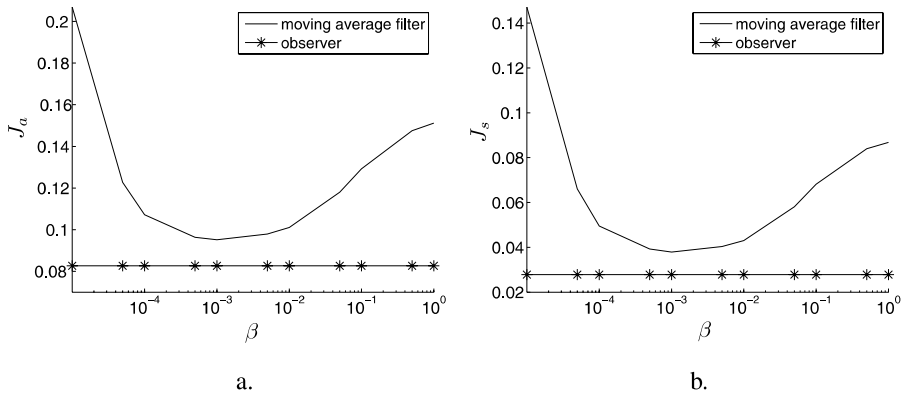 moving average filter
observer
0.2
0.18
0.16
0.14
0.12
0.1
0.08
J_a
10^-4
10^-3
10^-2
10^-1
10^0
β
a.
moving average filter
observer
0.14
0.12
0.1
0.08
0.06
0.04
0.02
J_s
10^-4
10^-3
10^-2
10^-1
10^0
β
b.